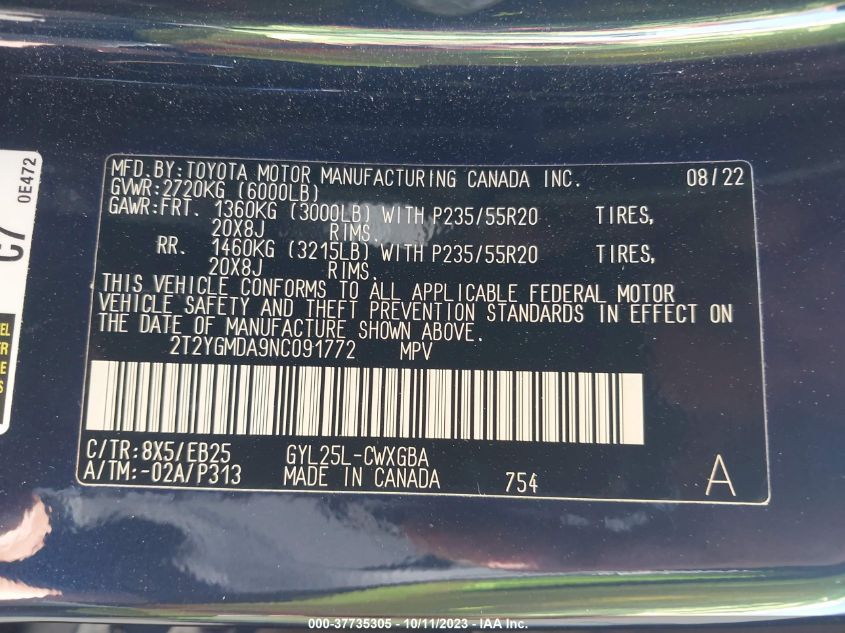 MFD.BY:TOYOTA MOTOR MANUFACTURING CANADA INC. 08/22
GVWR:2720KG (6000LB)
GAWR:FRT. 1360KG (3000LB) WITH P235/55R20 TIRES,
20X8J RIMS.
RR. 1460KG (3215LB) WITH P235/55R20 TIRES,
20X8J RIMS.
THIS VEHICLE CONFORMS TO ALL APPLICABLE FEDERAL MOTOR
VEHICLE SAFETY AND THEFT PREVENTION STANDARDS IN EFFECT ON
THE DATE OF MANUFACTURE SHOWN ABOVE.
2T2YGMDA9NC091772 MPV
C/TR:8X5/EB25 GYL25L-CWXGBA
A/TM:-02A/P313 MADE IN CANADA 754 A
0E472
C7
000-37735305 - 10/11/2023 - IAA Inc.